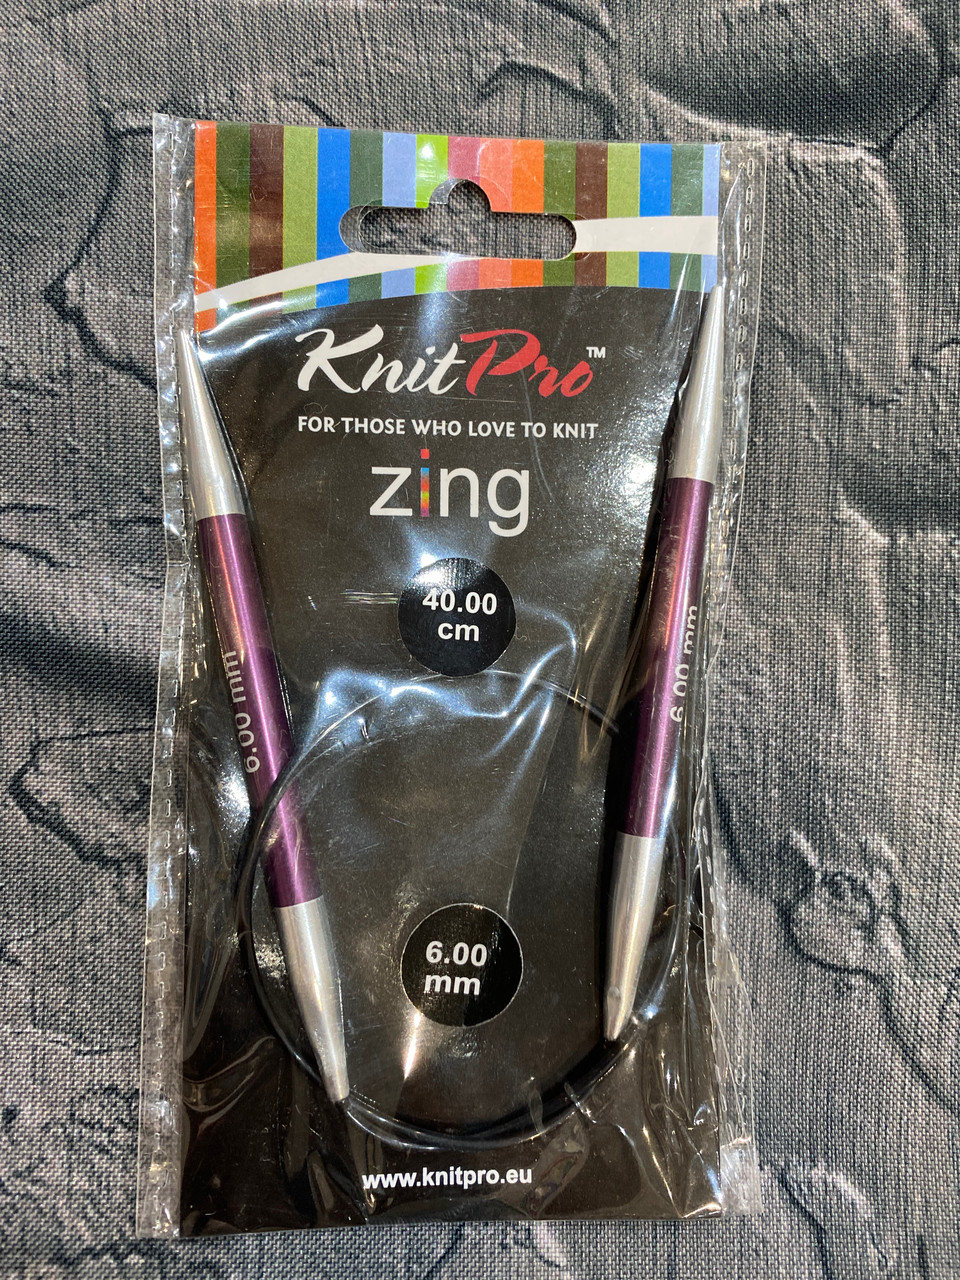 KnitPro™
FOR THOSE WHO LOVE TO KNIT
zing
40.00
cm
6.00 mm
6.00 mm
6.00
mm
www.knitpro.eu